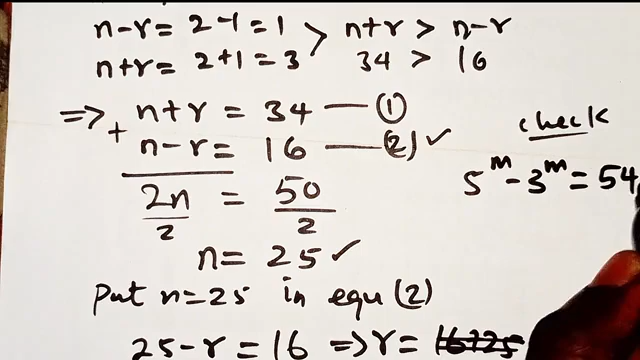 n-r = 2-1 = 1 > n+r > n-r
n+r = 2+1 = 3 34 > 16
=> n+r = 34 — ①
+ n-r = 16 — ② ✓
2n/2 = 50/2
n = 25 ✓
Put n=25 in equ (2)
25-r = 16 => r =
check
5^m - 3^m = 54